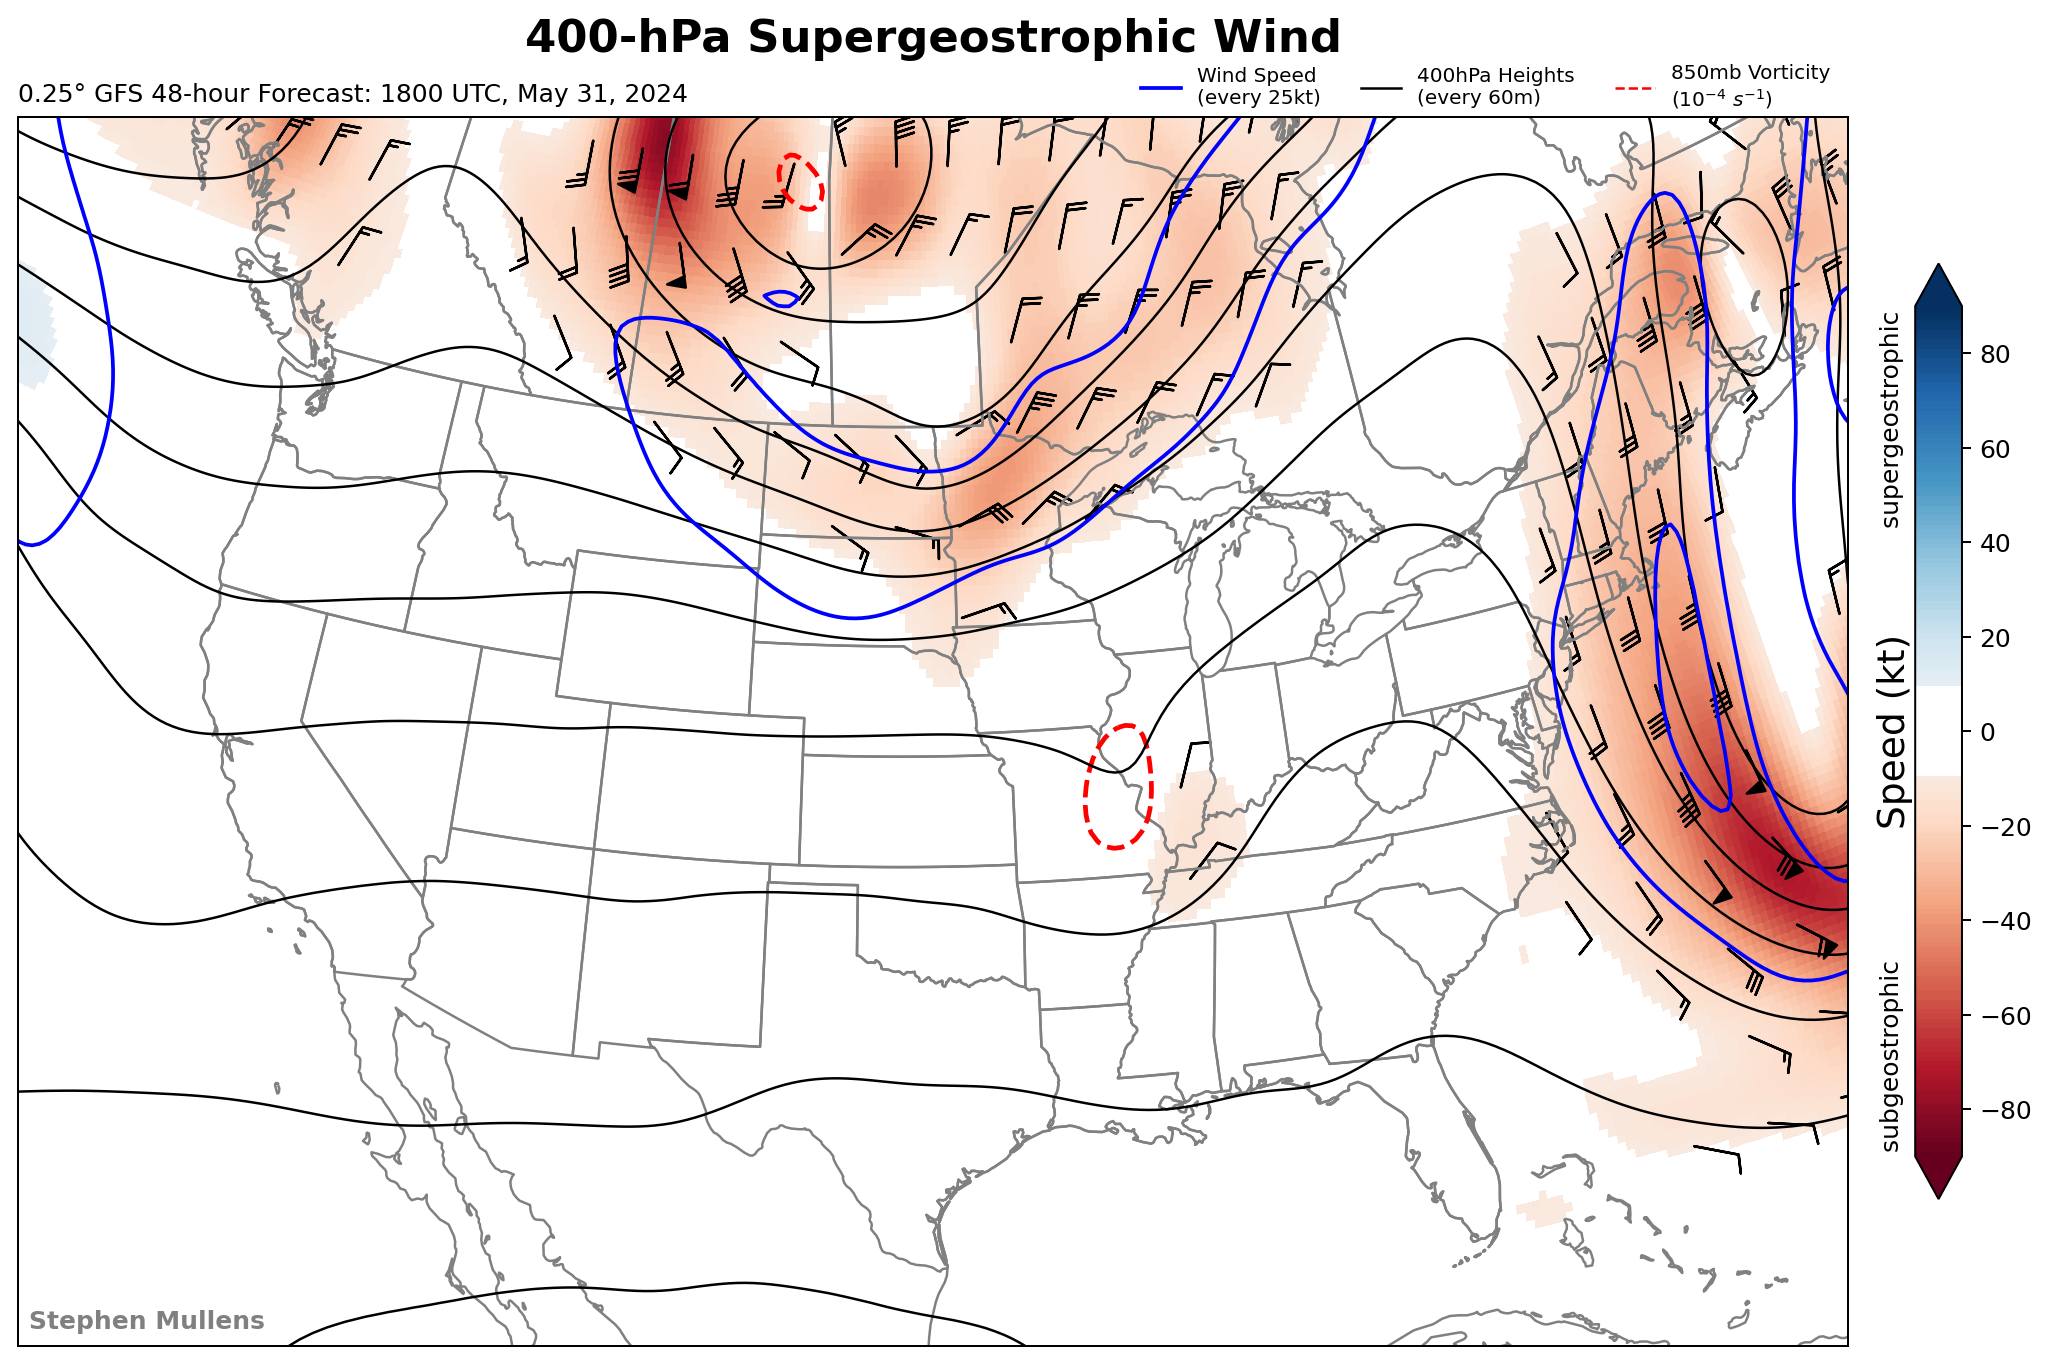 400-hPa Supergeostrophic Wind
0.25° GFS 48-hour Forecast: 1800 UTC, May 31, 2024
Wind Speed
(every 25kt)
400hPa Heights
(every 60m)
850mb Vorticity
(10⁻⁴ s⁻¹)
supergeostrophic
Speed (kt)
subgeostrophic
80
60
40
20
0
−20
−40
−60
−80
Stephen Mullens